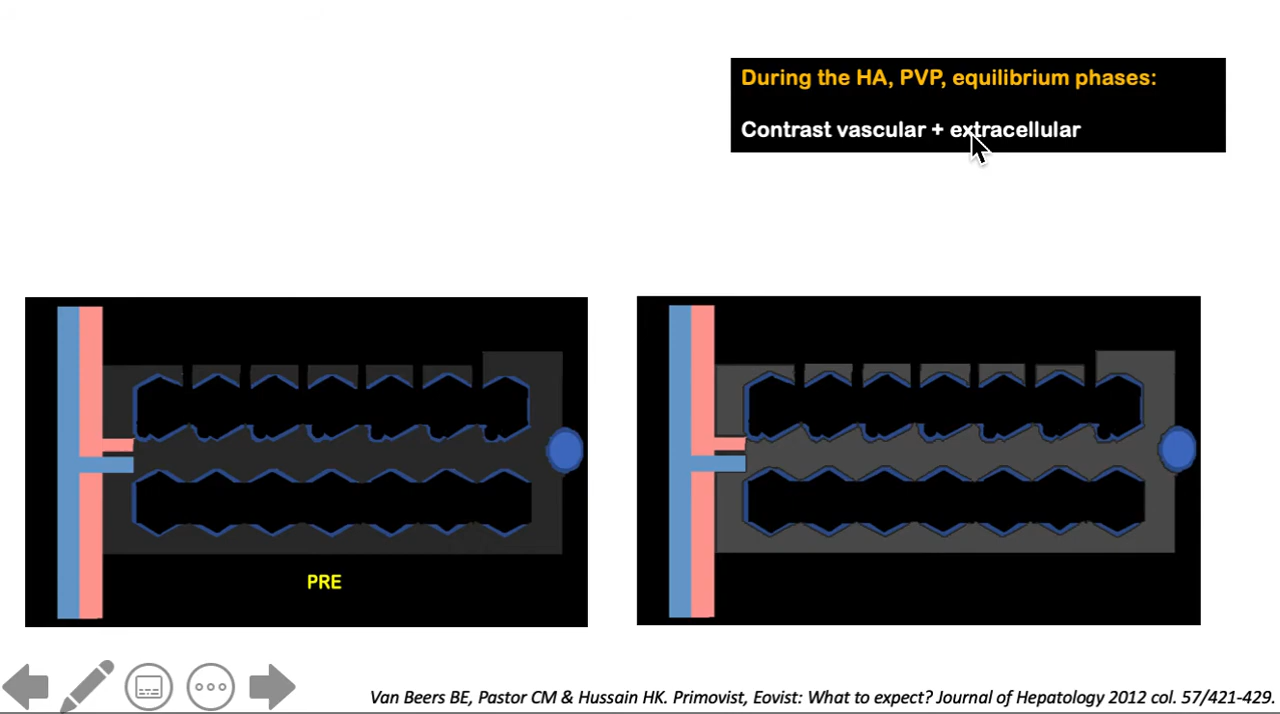 During the HA, PVP, equilibrium phases:
Contrast vascular + extracellular
PRE
Van Beers BE, Pastor CM & Hussain HK. Primovist, Eovist: What to expect? Journal of Hepatology 2012 col. 57/421-429.